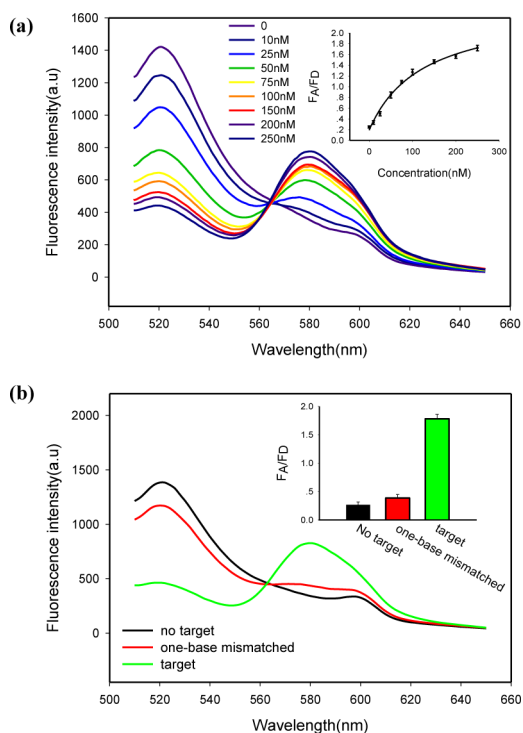 (a)
1600
1400
1200
1000
800
600
400
200
0
Fluorescence intensity(a.u)
500 520 540 560 580 600 620 640 660
Wavelength(nm)
0
10nM
25nM
50nM
75nM
100nM
150nM
200nM
250nM
2.0
1.8
1.6
1.4
1.2
1.0
.8
.6
.4
.2
0
FA/FD
0 100 200 300
Concentration(nM)
(b)
2000
1500
1000
500
0
Fluorescence intensity(a.u)
500 520 540 560 580 600 620 640 660
Wavelength(nm)
no target
one-base mismatched
target
2.0
1.5
1.0
.5
0
FA/FD
No target
one-base mismatched
target